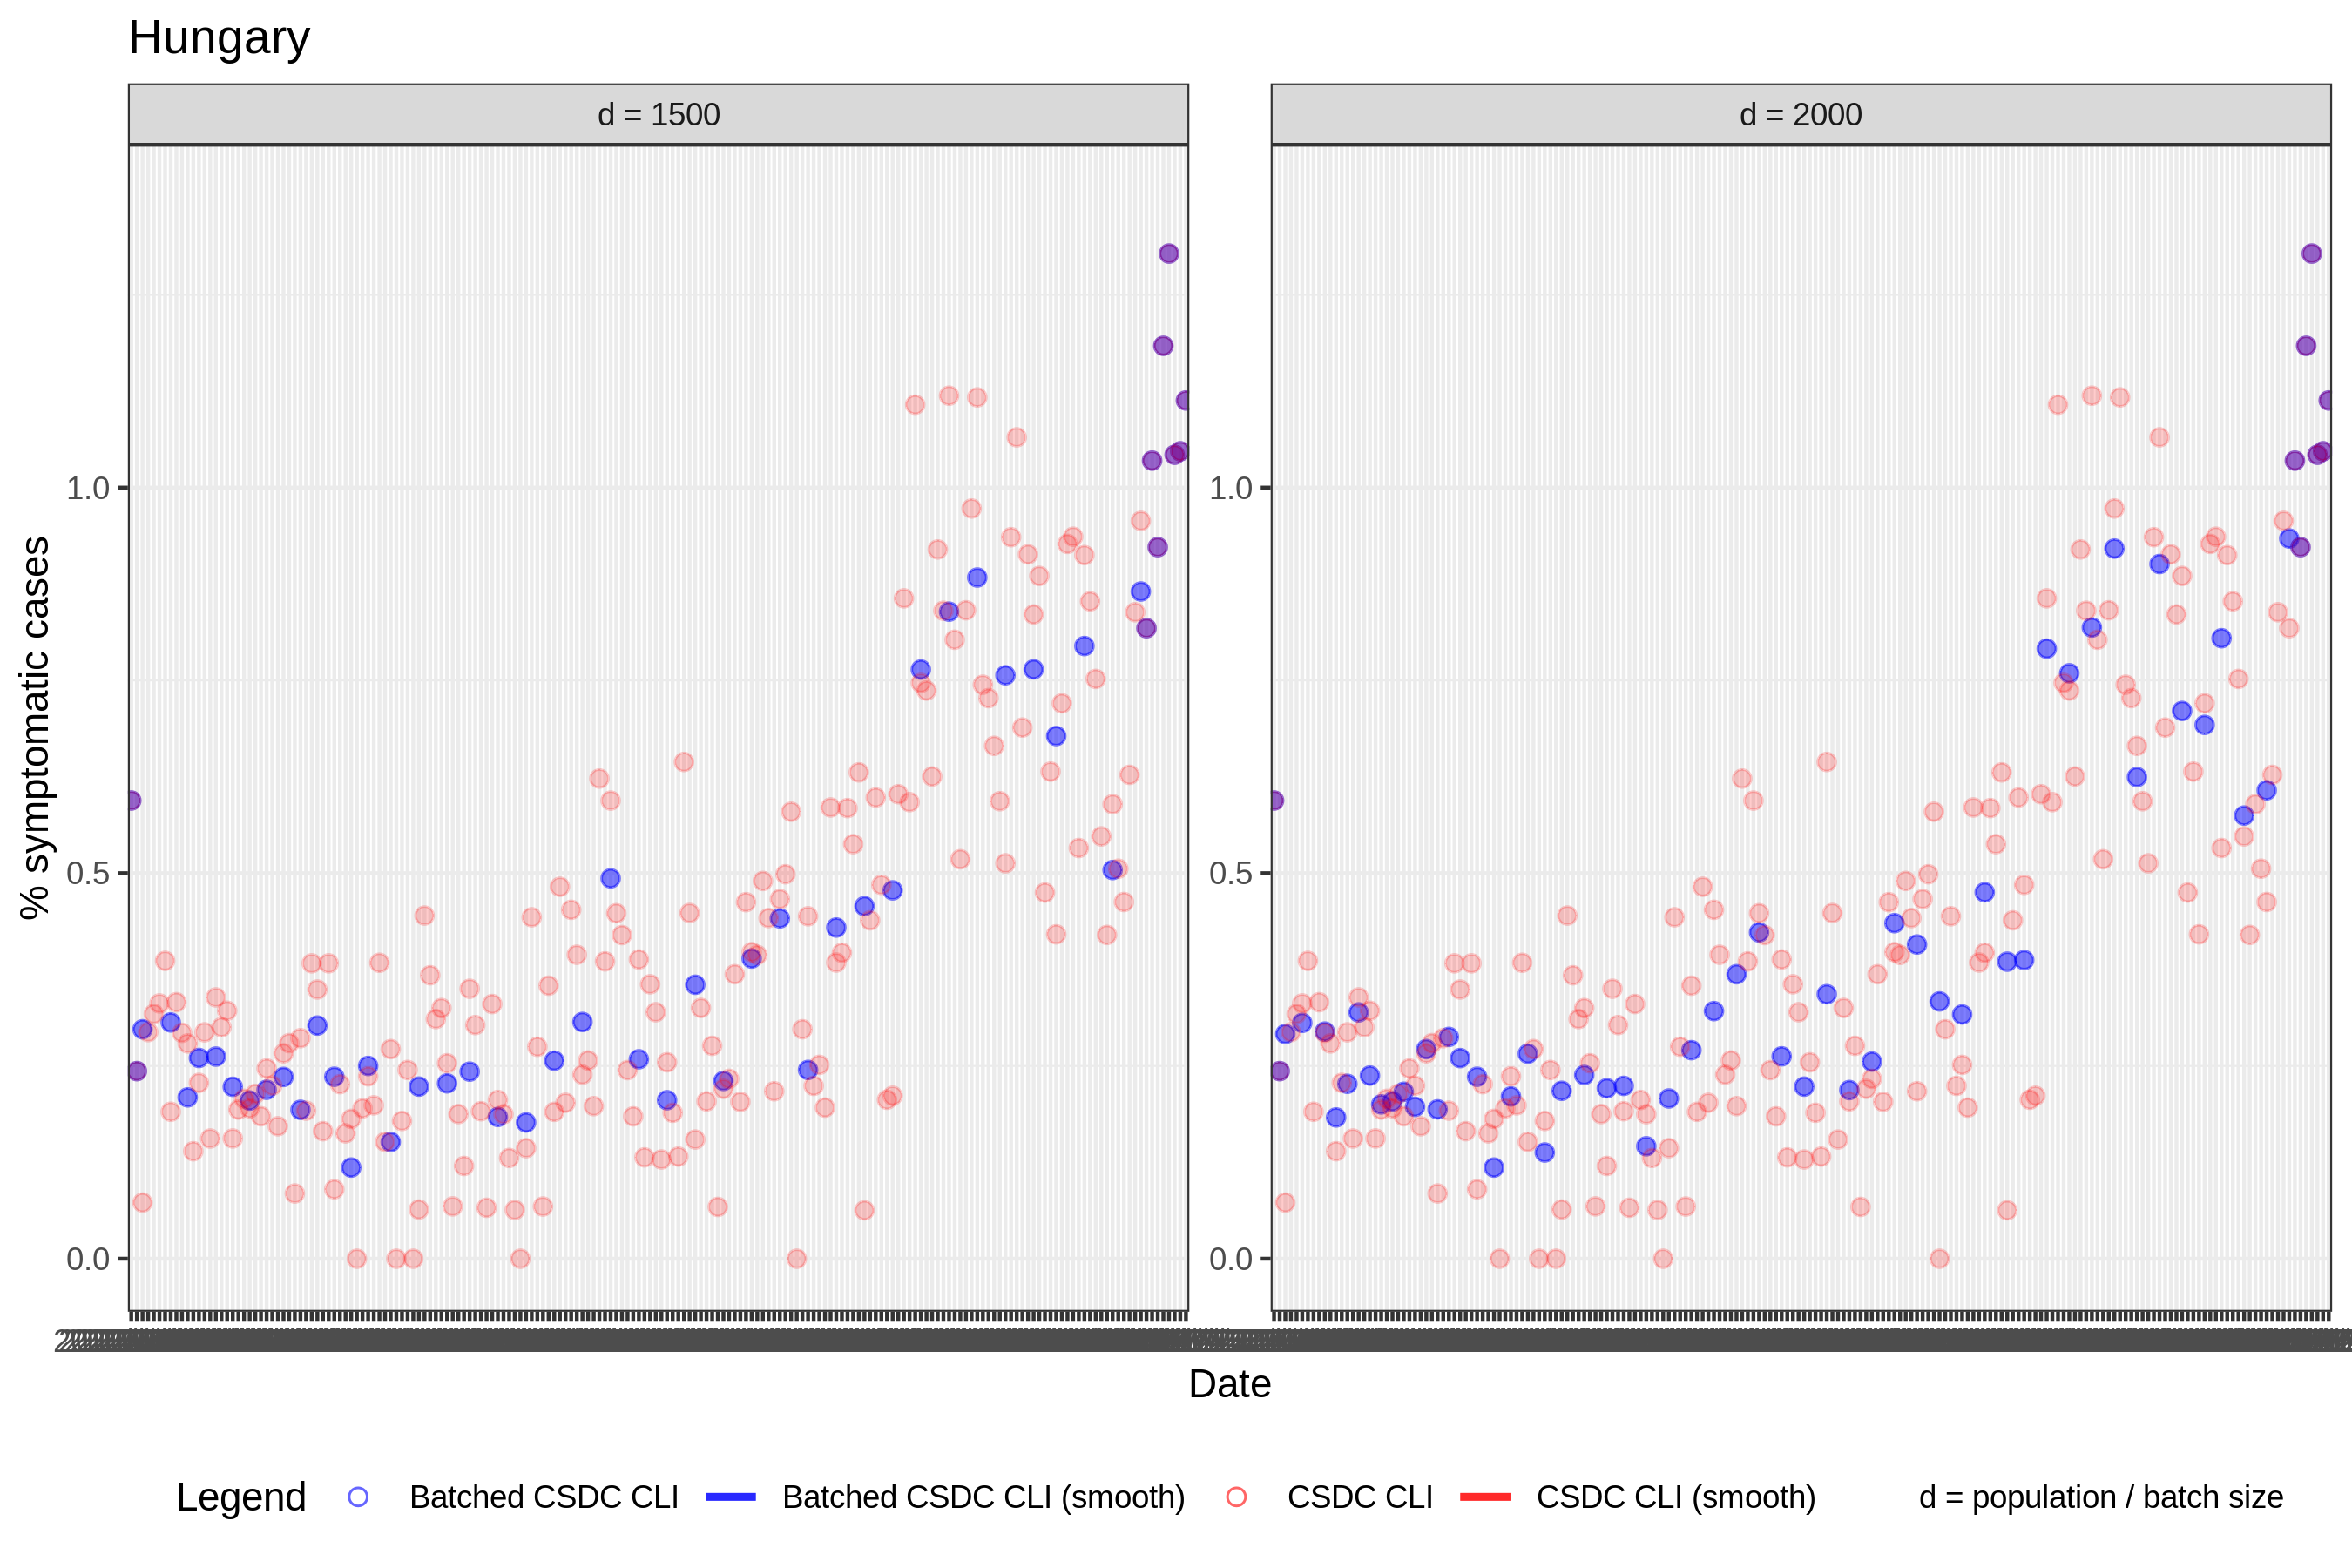 Hungary
d = 1500
d = 2000
% symptomatic cases
1.0
0.5
0.0
1.0
0.5
0.0
Date
Legend
Batched CSDC CLI
Batched CSDC CLI (smooth)
CSDC CLI
CSDC CLI (smooth)
d = population / batch size